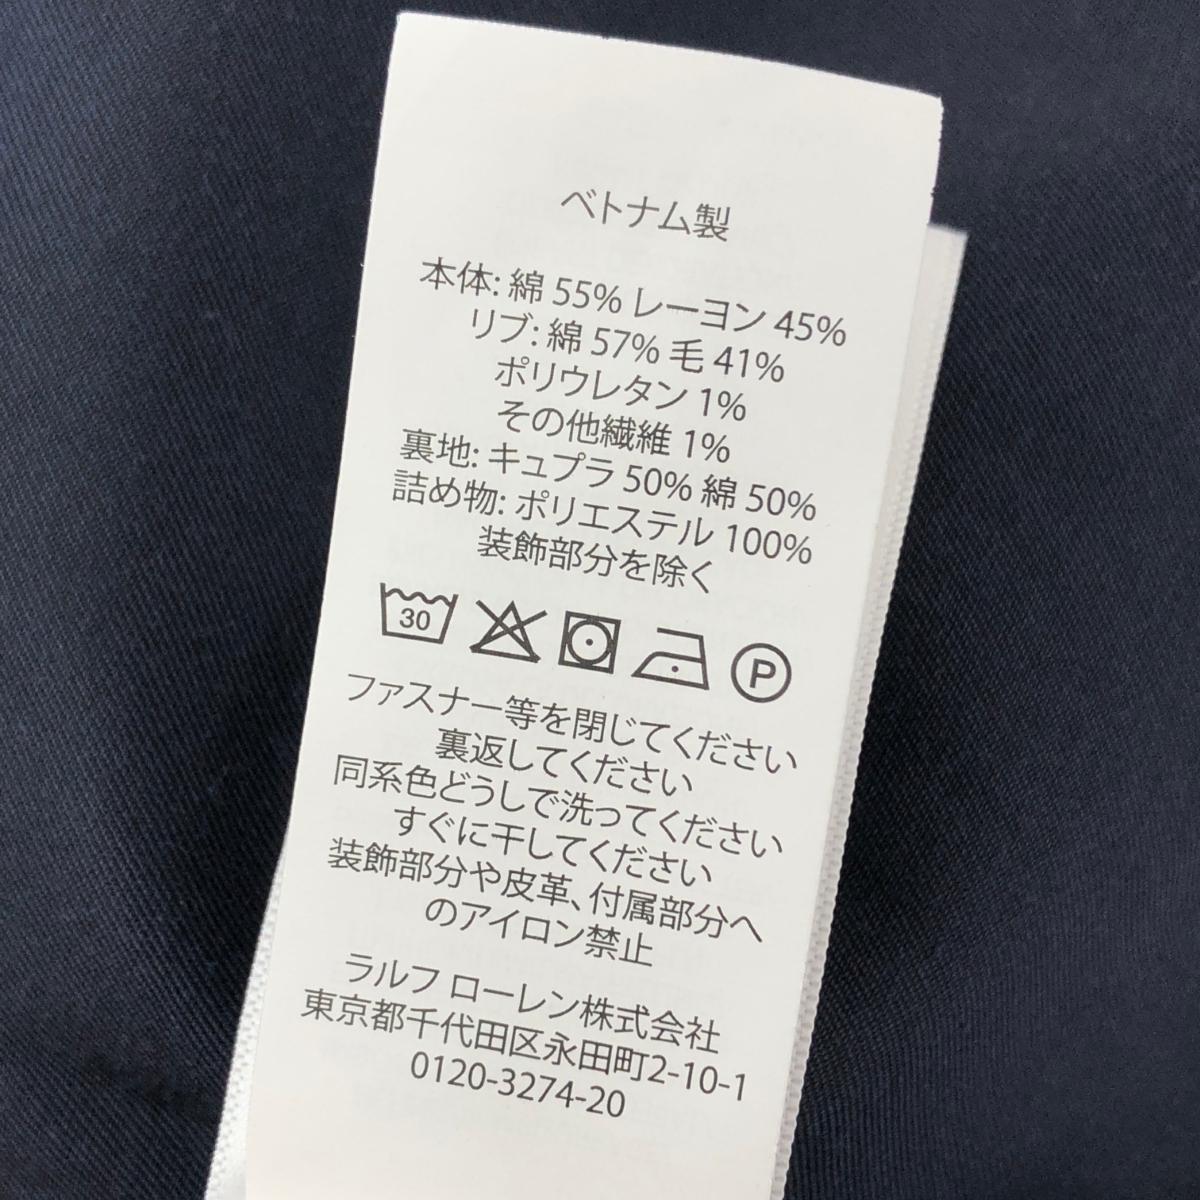 ベトナム製
本体: 綿 55% レーヨン 45%
リブ: 綿 57% 毛 41%
ポリウレタン 1%
その他繊維 1%
裏地: キュプラ 50% 綿 50%
詰め物: ポリエステル 100%
装飾部分を除く
30 P
ファスナー等を閉じてください
裏返してください
同系色どうしで洗ってください
すぐに干してください
装飾部分や皮革、付属部分へ
のアイロン禁止
ラルフ ローレン株式会社
東京都千代田区永田町2-10-1
0120-3274-20